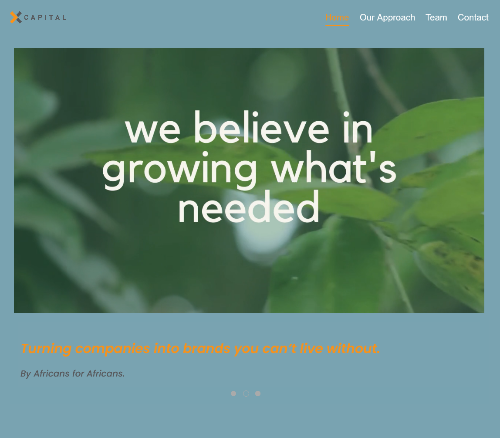 CAPITAL
Home
Our Approach
Team
Contact
we believe in
growing what's
needed
Turning companies into brands you can't live without.
By Africans for Africans.